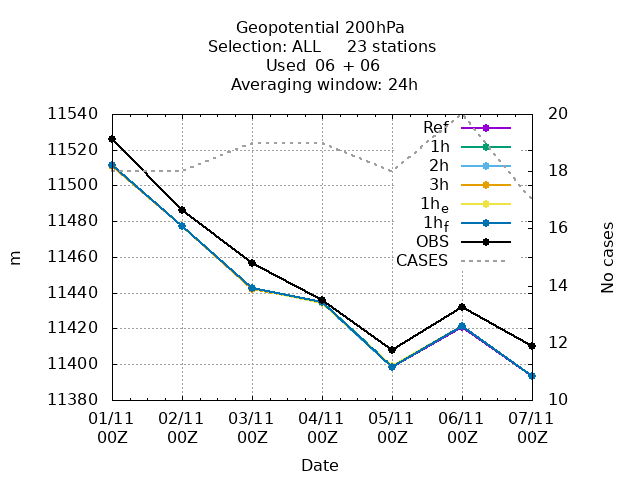 Geopotential 200hPa
Selection: ALL     23 stations
Used  06 + 06
Averaging window: 24h
m
11540
11520
11500
11480
11460
11440
11420
11400
11380
20
18
16
14
12
10
No cases
Ref
1h
2h
3h
1he
1hf
OBS
CASES
01/11 02/11 03/11 04/11 05/11 06/11 07/11
00Z 00Z 00Z 00Z 00Z 00Z 00Z
Date